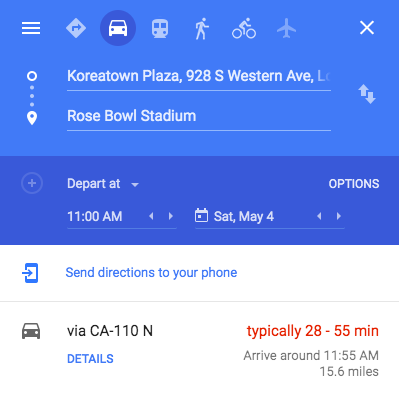 Koreatown Plaza, 928 S Western Ave,
Rose Bowl Stadium
Depart at
OPTIONS
11:00 AM
Sat, May 4
Send directions to your phone
via CA-110 N
typically 28 - 55 min
DETAILS
Arrive around 11:55 AM
15.6 miles